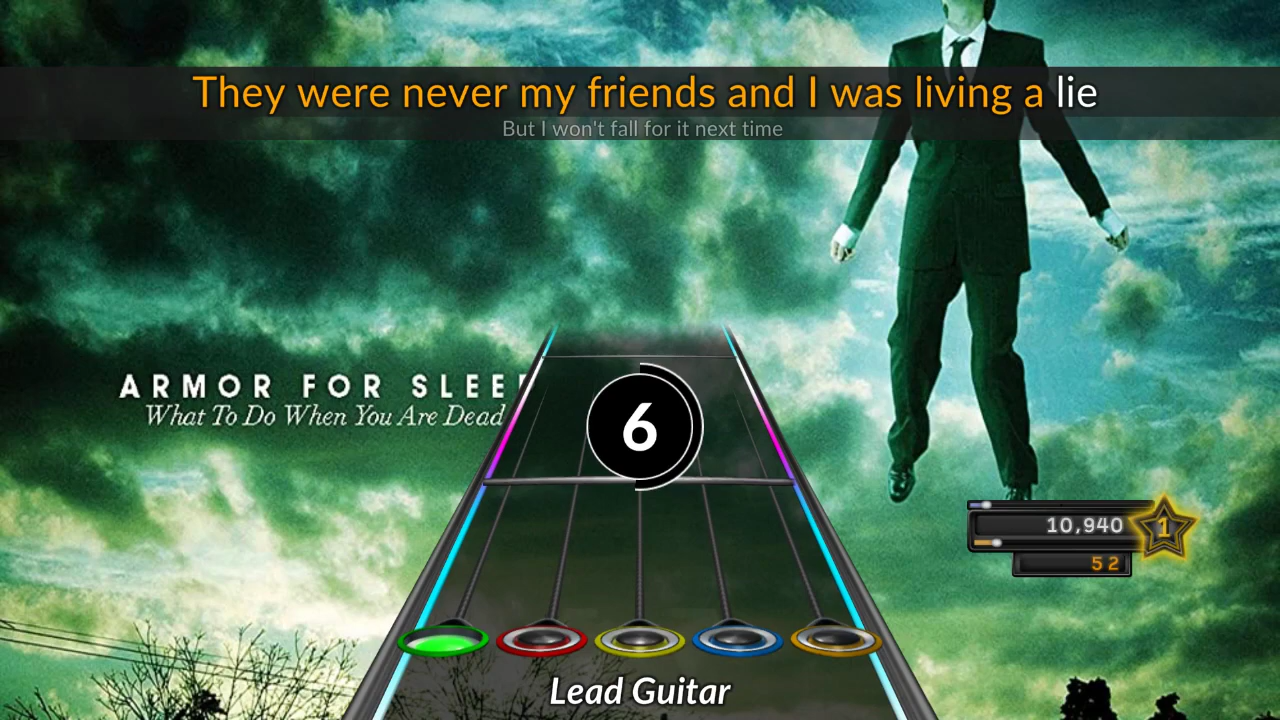 They were never my friends and I was living a lie
But I won't fall for it next time
ARMOR FOR SLEE
What To Do When You Are Dead
6
10,940
1
52
Lead Guitar